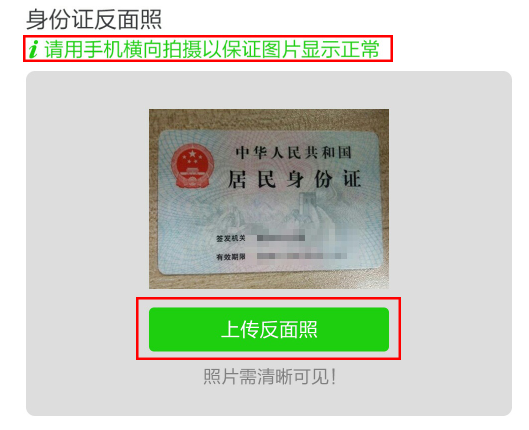 身份证反面照
i 请用手机横向拍摄以保证图片显示正常
中华人民共和国
居民身份证
签发机关
有效期限
上传反面照
照片需清晰可见！